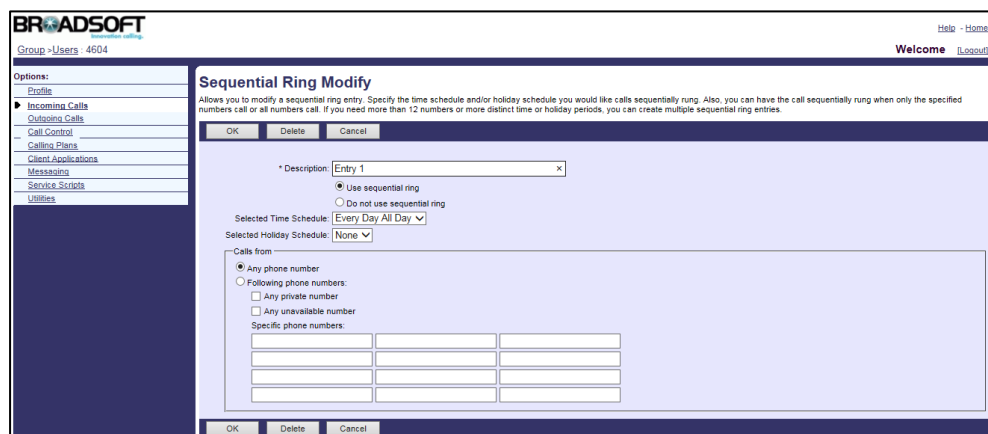 BROADSOFT
innovation calling.
Help - Home
Group >Users : 4604
Welcome [Logout]
Options:
Profile
Incoming Calls
Outgoing Calls
Call Control
Calling Plans
Client Applications
Messaging
Service Scripts
Utilities
Sequential Ring Modify
Allows you to modify a sequential ring entry. Specify the time schedule and/or holiday schedule you would like calls sequentially rung. Also, you can have the call sequentially rung when only the specified
numbers call or all numbers call. If you need more than 12 numbers or more distinct time or holiday periods, you can create multiple sequential ring entries.
OK Delete Cancel
* Description: Entry 1 ×
Use sequential ring
Do not use sequential ring
Selected Time Schedule: Every Day All Day
Selected Holiday Schedule: None
Calls from
Any phone number
Following phone numbers:
Any private number
Any unavailable number
Specific phone numbers:
OK Delete Cancel